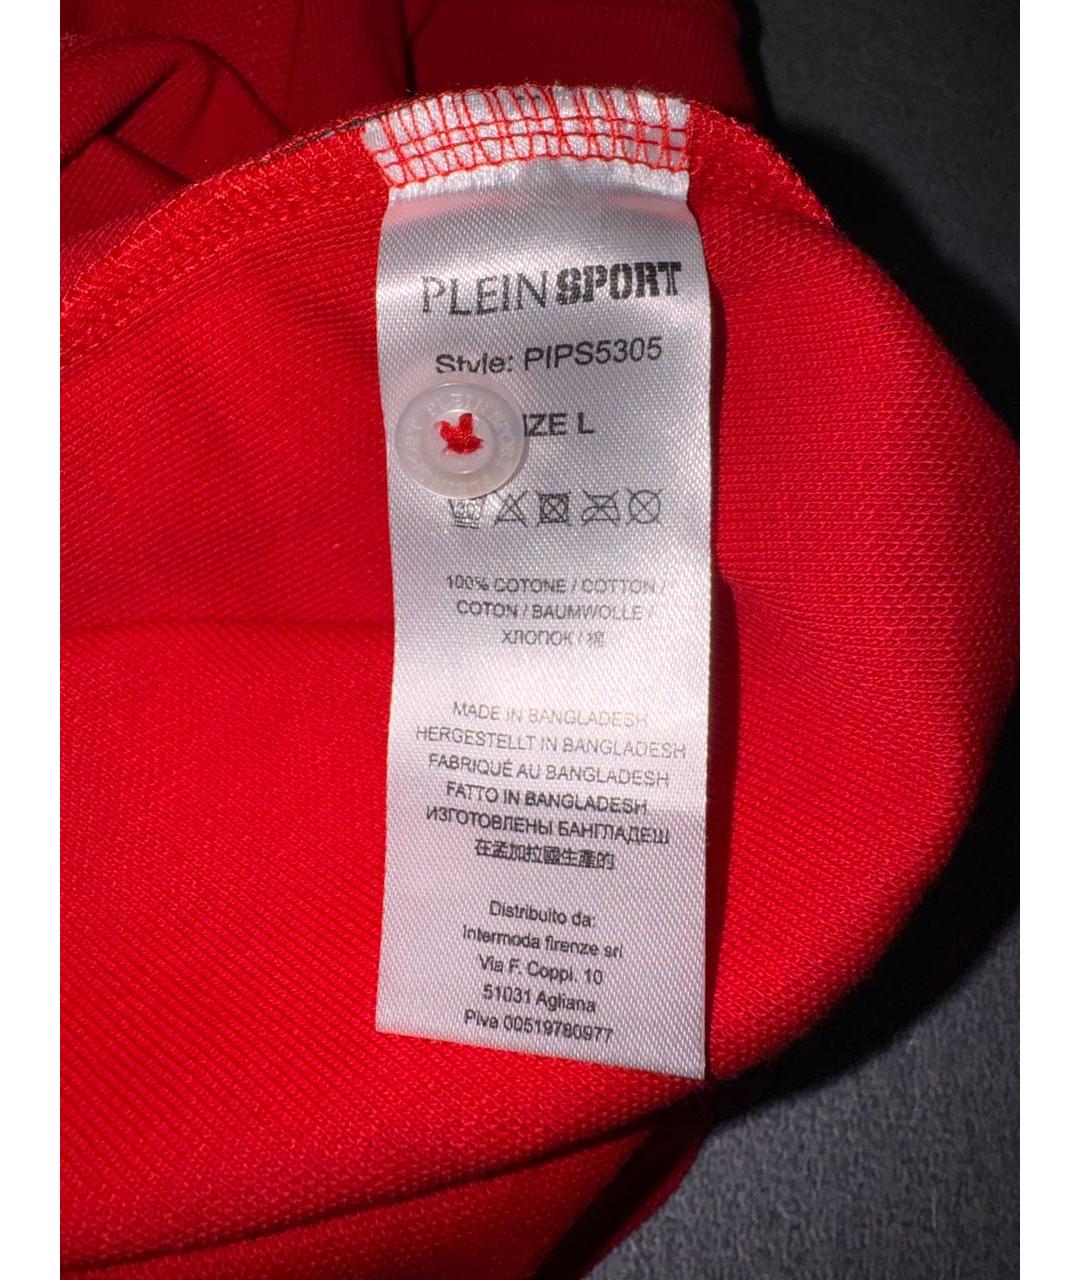 PLEIN SPORT
Style: PIPS5305
IZE L
100% COTONE / COTTON /
COTON / BAUMWOLLE /
ХЛОПОК / 棉
MADE IN BANGLADESH
HERGESTELLT IN BANGLADESH
FABRIQUÉ AU BANGLADESH
FATTO IN BANGLADESH
ИЗГОТОВЛЕНЫ БАНГЛАДЕШ
在孟加拉國生產的
Distribuito da:
Intermoda firenze srl
Via F. Coppi. 10
51031 Agliana
Piva 00519780977